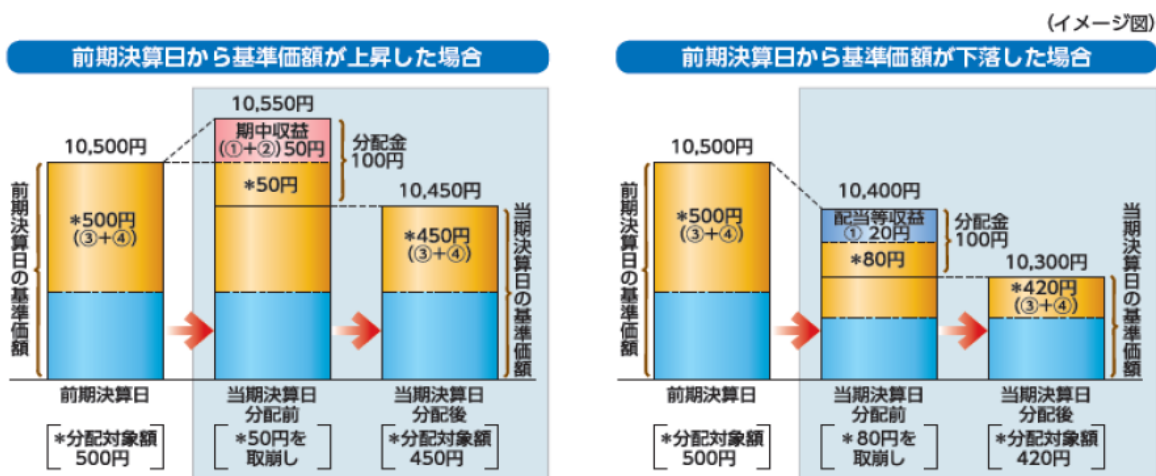 (イメージ図)
前期決算日から基準価額が上昇した場合
10,550円
期中収益
(①+②)50円
分配金
100円
10,500円
*50円
10,450円
前期決算日の基準価額
*500円
(③+④)
*450円
(③+④)
当期決算日の基準価額
前期決算日
当期決算日
分配前
当期決算日
分配後
*分配対象額
500円
*50円を
取崩し
*分配対象額
450円
前期決算日から基準価額が下落した場合
10,500円
10,400円
配当等収益
① 20円
分配金
100円
*80円
10,300円
前期決算日の基準価額
*500円
(③+④)
*420円
(③+④)
当期決算日の基準価額
前期決算日
当期決算日
分配前
当期決算日
分配後
*分配対象額
500円
*80円を
取崩し
*分配対象額
420円